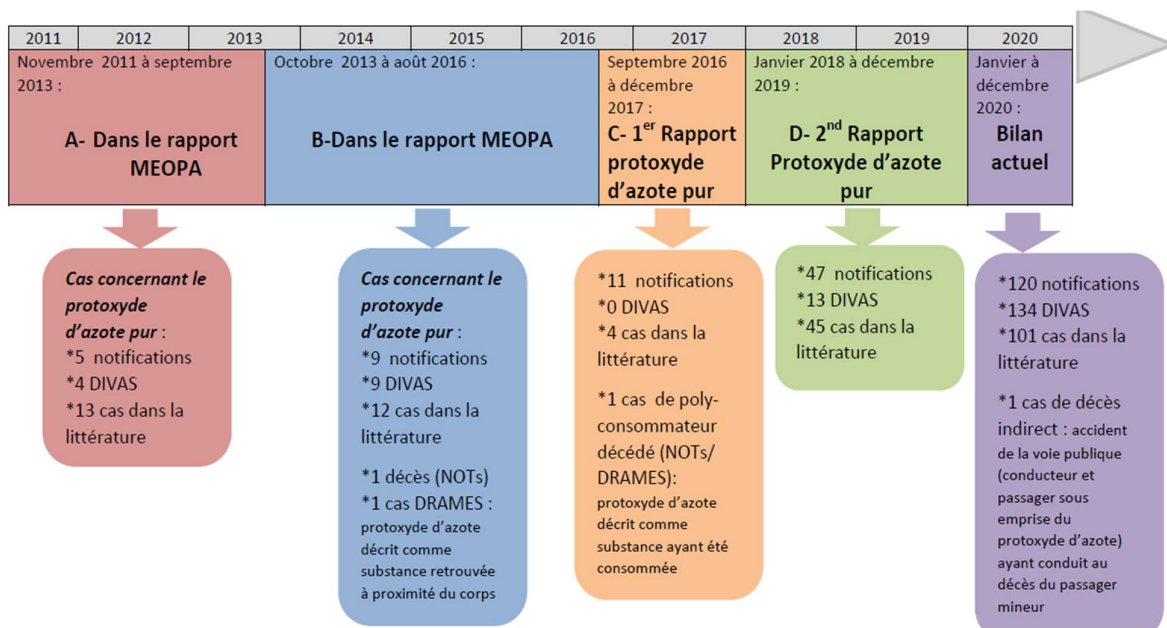 2011 2012 2013 2014 2015 2016 2017 2018 2019 2020
Novembre 2011 à septembre
2013 :
A- Dans le rapport
MEOPA
Octobre 2013 à août 2016 :
B-Dans le rapport MEOPA
Septembre 2016
à décembre
2017 :
C- 1er Rapport
protoxyde
d'azote pur
Janvier 2018 à décembre
2019 :
D- 2nd Rapport
Protoxyde d'azote
pur
Janvier à
décembre
2020 :
Bilan
actuel
Cas concernant le
protoxyde
d'azote pur :
*5 notifications
*4 DIVAS
*13 cas dans la
littérature
Cas concernant le
protoxyde
d'azote pur :
*9 notifications
*9 DIVAS
*12 cas dans la
littérature
*1 décès (NOTs)
*1 cas DRAMES :
protoxyde d'azote
décrit comme
substance retrouvée
à proximité du corps
*11 notifications
*0 DIVAS
*4 cas dans la
littérature
*1 cas de poly-
consommateur
décédé (NOTs/
DRAMES):
protoxyde d'azote
décrit comme
substance ayant été
consommée
*47 notifications
*13 DIVAS
*45 cas dans la
littérature
*120 notifications
*134 DIVAS
*101 cas dans la
littérature
*1 cas de décès
indirect : accident
de la voie publique
(conducteur et
passager sous
emprise du
protoxyde d'azote)
ayant conduit au
décès du passager
mineur